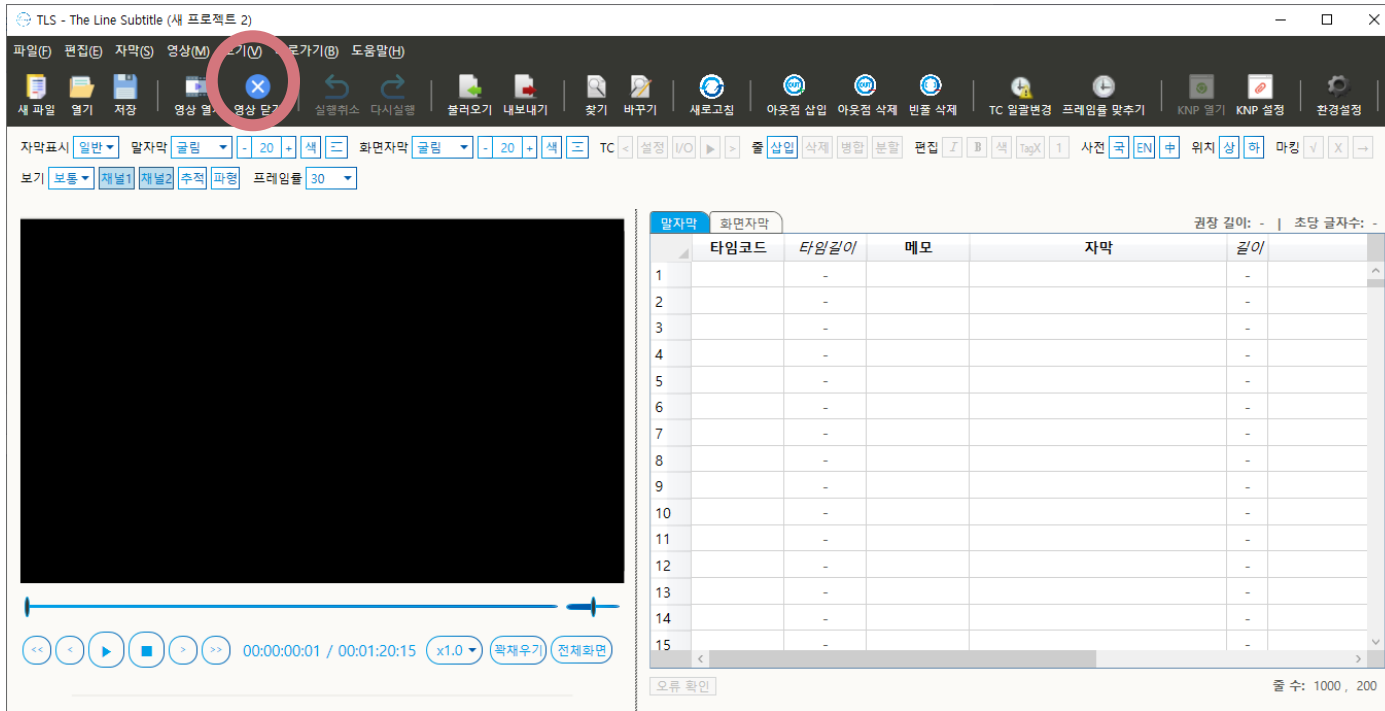 TLS - The Line Subtitle (새 프로젝트 2)
파일(F) 편집(E) 자막(S) 영상(M) 보기(V) 바로가기(B) 도움말(H)
새 파일 열기 저장 영상 열기 영상 닫기 실행취소 다시실행 불러오기 내보내기 찾기 바꾸기 새로고침 아웃점 삽입 아웃점 삭제 빈풀 삭제 TC 일괄변경 프레임율 맞추기 KNP 열기 KNP 설정 환경설정
자막표시 일반 말자막 굴림 - 20 + 색 화면자막 굴림 - 20 + 색 TC < 설정 I/O > 줄 삽입 삭제 병합 분할 편집 I B 색 TagX 1 사전 국 EN 中 위치 상 하 마킹 √ X →
보기 보통 채널1 채널2 추적 파형 프레임률 30
말자막 화면자막 권장 길이: - | 초당 글자수: -
타임코드 타임길이 메모 자막 길이
1 - -
2 - -
3 - -
4 - -
5 - -
6 - -
7 - -
8 - -
9 - -
10 - -
11 - -
12 - -
13 - -
14 - -
15 - -
<< < > >> 00:00:00:01 / 00:01:20:15 x1.0 꽉채우기 전체화면
오류 확인 줄 수: 1000 , 200